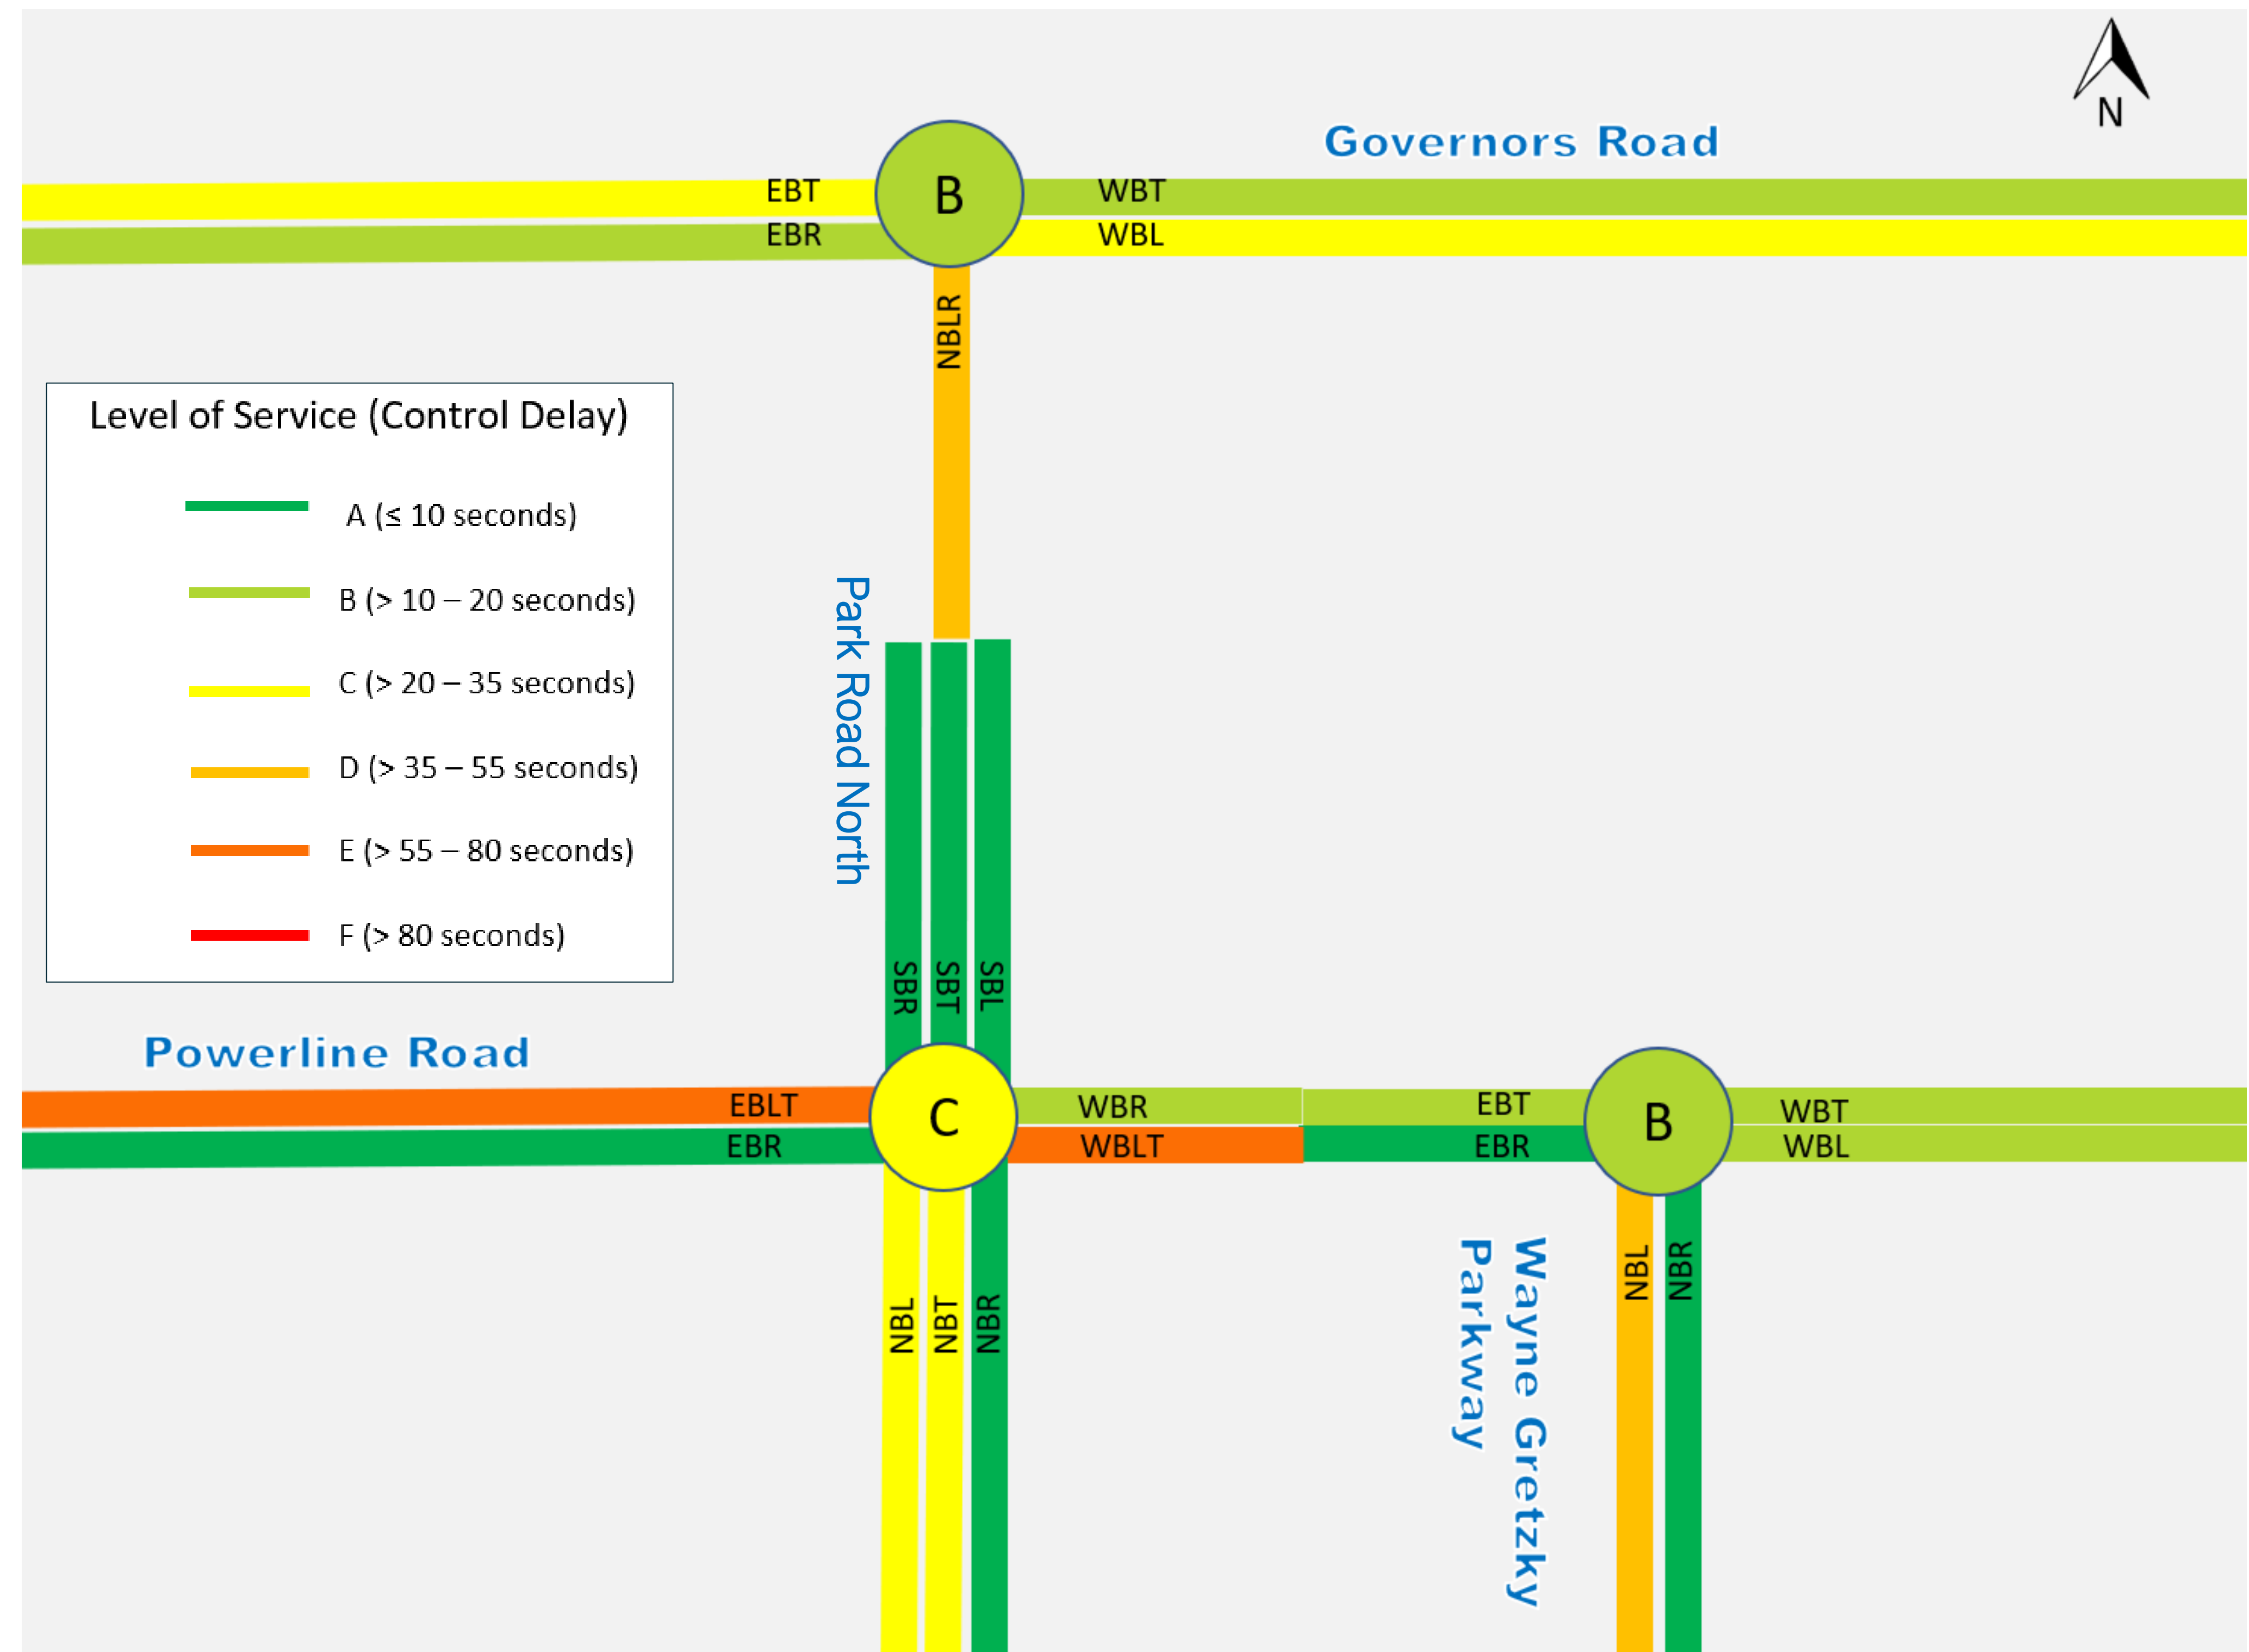 N
Governors Road
EBT
B
WBT
EBR
WBL
NBLR
Level of Service (Control Delay)
A (≤ 10 seconds)
B (> 10 – 20 seconds)
C (> 20 – 35 seconds)
D (> 35 – 55 seconds)
E (> 55 – 80 seconds)
F (> 80 seconds)
Park Road North
SBR
SBT
SBL
Powerline Road
EBLT
C
WBR
EBT
B
WBT
EBR
WBLT
EBR
WBL
NBL
NBT
NBR
Wayne Gretzky
Parkway
NBL
NBR